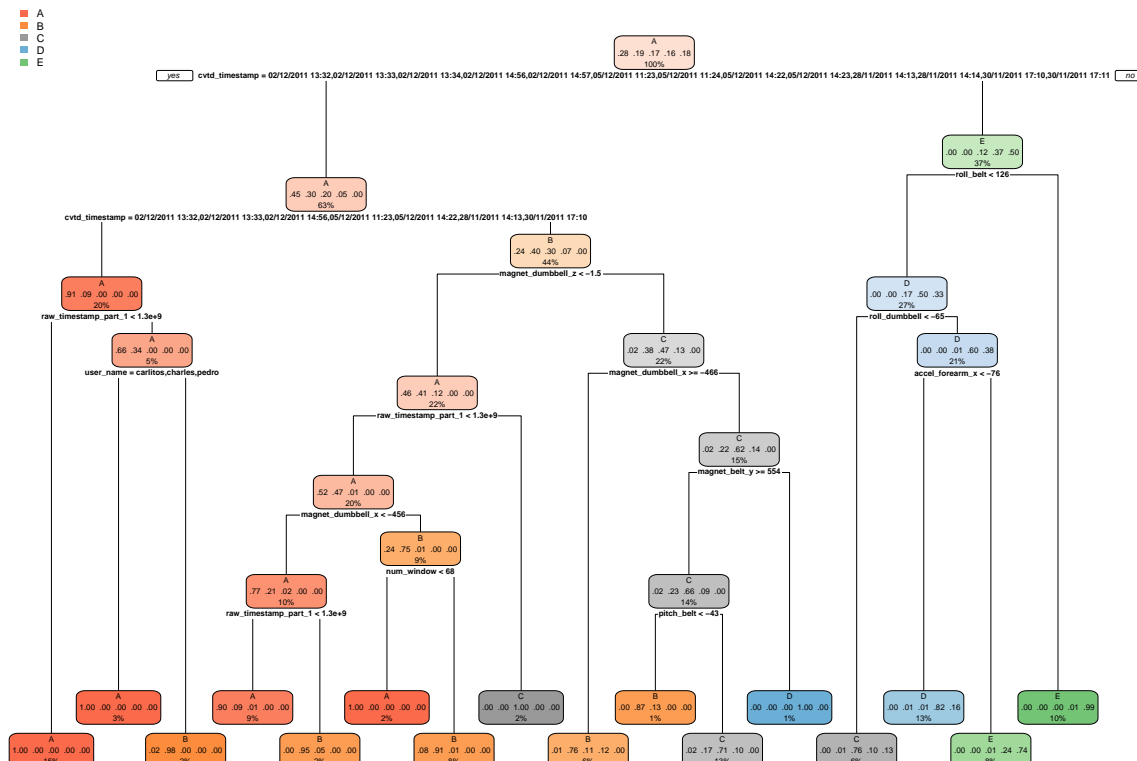 A
B
C
D
E
A
.28 .19 .17 .16 .18
100%
yes cvtd_timestamp = 02/12/2011 13:32,02/12/2011 13:33,02/12/2011 13:34,02/12/2011 14:56,02/12/2011 14:57,05/12/2011 11:23,05/12/2011 11:24,05/12/2011 14:22,05/12/2011 14:23,28/11/2011 14:13,28/11/2011 14:14,30/11/2011 17:10,30/11/2011 17:11 no
E
.00 .00 .12 .37 .50
37%
roll_belt < 126
A
.45 .30 .20 .05 .00
63%
cvtd_timestamp = 02/12/2011 13:32,02/12/2011 13:33,02/12/2011 14:56,05/12/2011 11:23,05/12/2011 14:22,28/11/2011 14:13,30/11/2011 17:10
B
.24 .40 .30 .07 .00
44%
magnet_dumbbell_z < −1.5
A
.91 .09 .00 .00 .00
20%
raw_timestamp_part_1 < 1.3e+9
D
.00 .00 .17 .50 .33
27%
roll_dumbbell < −65
A
.66 .34 .00 .00 .00
5%
user_name = carlitos,charles,pedro
C
.02 .38 .47 .13 .00
22%
magnet_dumbbell_x >= −466
D
.00 .00 .01 .60 .38
21%
accel_forearm_x < −76
A
.46 .41 .12 .00 .00
22%
raw_timestamp_part_1 < 1.3e+9
C
.02 .22 .62 .14 .00
15%
magnet_belt_y >= 554
A
.52 .47 .01 .00 .00
20%
magnet_dumbbell_x < −456
B
.24 .75 .01 .00 .00
9%
num_window < 68
A
.77 .21 .02 .00 .00
10%
raw_timestamp_part_1 < 1.3e+9
C
.02 .23 .66 .09 .00
14%
pitch_belt < −43
A
1.00 .00 .00 .00 .00
3%
A
.90 .09 .01 .00 .00
9%
A
1.00 .00 .00 .00 .00
2%
C
.00 .00 1.00 .00 .00
2%
B
.00 .87 .13 .00 .00
1%
D
.00 .00 .00 1.00 .00
1%
D
.00 .01 .01 .82 .16
13%
E
.00 .00 .00 .01 .99
10%
A
1.00 .00 .00 .00 .00
B
.02 .98 .00 .00 .00
B
.00 .95 .05 .00 .00
B
.08 .91 .01 .00 .00
B
.01 .76 .11 .12 .00
C
.02 .17 .71 .10 .00
C
.00 .01 .76 .10 .13
E
.00 .00 .01 .24 .74